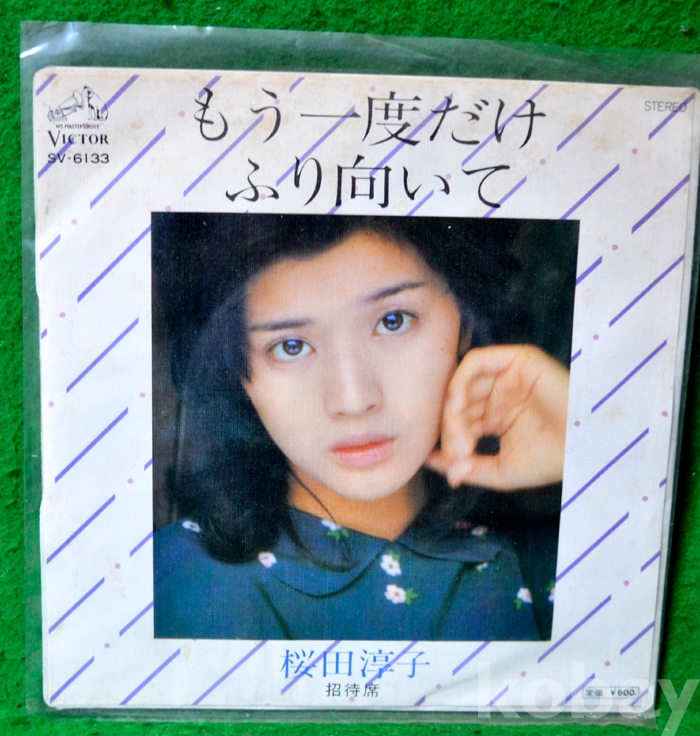 もう一度だけ
ふり向いて
STEREO
HIS MASTER'S VOICE
VICTOR
SV-6133
桜田淳子
招待席
定価 ¥600
kobay